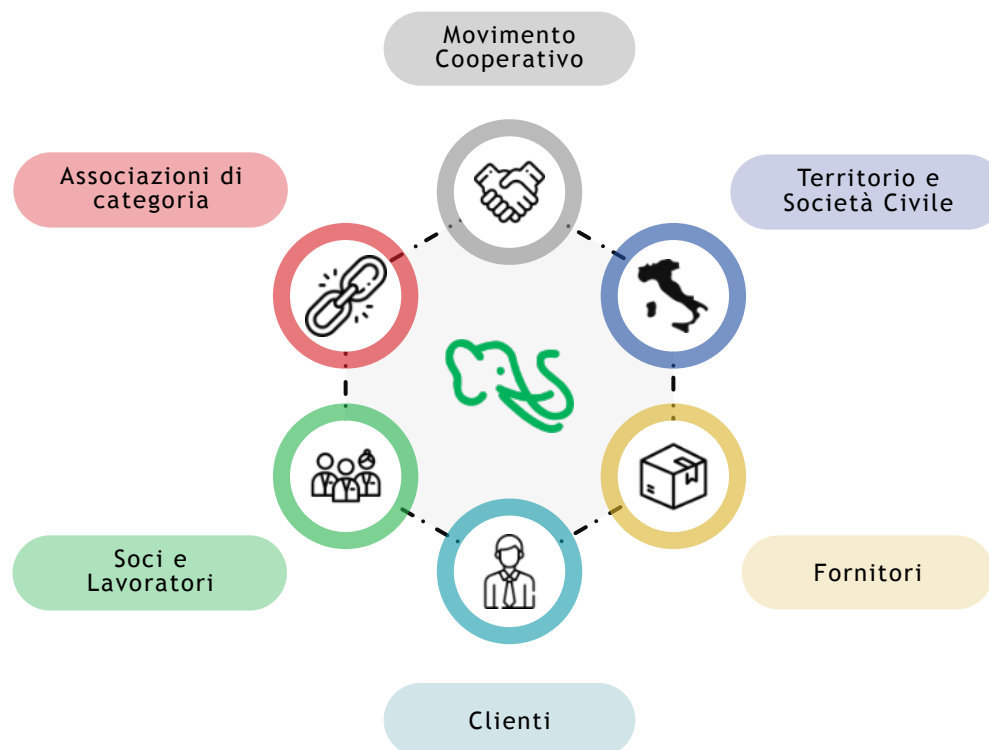 Movimento
Cooperativo
Associazioni di
categoria
Territorio e
Società Civile
Soci e
Lavoratori
Fornitori
Clienti